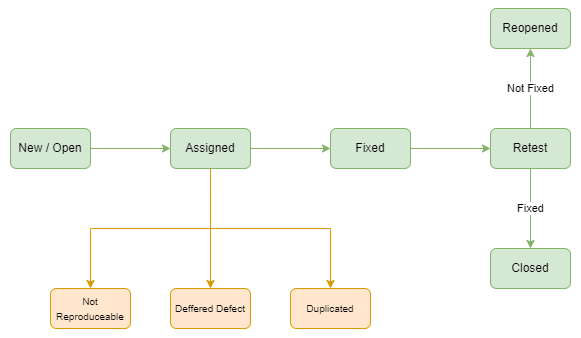 Reopened
Not Fixed
New / Open
Assigned
Fixed
Retest
Fixed
Closed
Not
Reproduceable
Deffered Defect
Duplicated